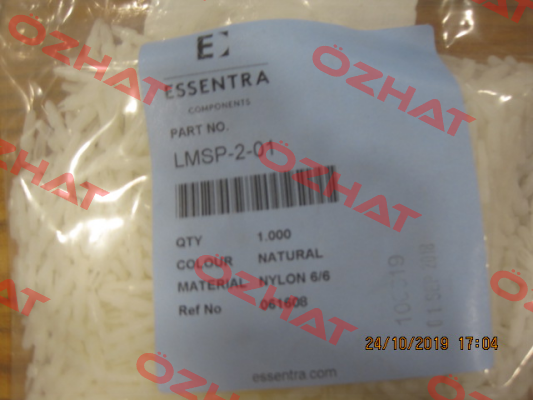 E
ESSENTRA
COMPONENTS
PART NO.
LMSP-2-01
QTY 1.000
COLOUR NATURAL
MATERIAL NYLON 6/6
Ref No 061608
essentra.com
24/10/2019 17:04
ÖZHAT
ÖZHAT
ÖZHAT
ÖZHAT
ÖZHAT